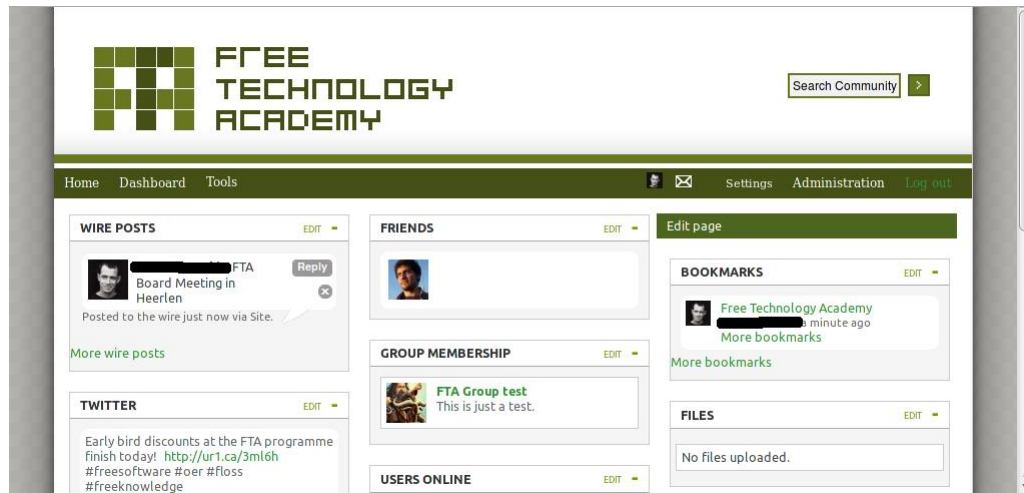 FREE
TECHNOLOGY
ACADEMY
Search Community
>
Home Dashboard Tools Settings Administration Log out
WIRE POSTS EDIT -
FTA Reply
Board Meeting in
Heerlen
Posted to the wire just now via Site.
More wire posts
TWITTER EDIT -
Early bird discounts at the FTA programme
finish today! http://ur1.ca/3ml6h
#freesoftware #oer #floss
#freeknowledge
FRIENDS EDIT -
GROUP MEMBERSHIP EDIT -
FTA Group test
This is just a test.
USERS ONLINE EDIT -
Edit page
BOOKMARKS EDIT -
Free Technology Academy
a minute ago
More bookmarks
More bookmarks
FILES EDIT -
No files uploaded.